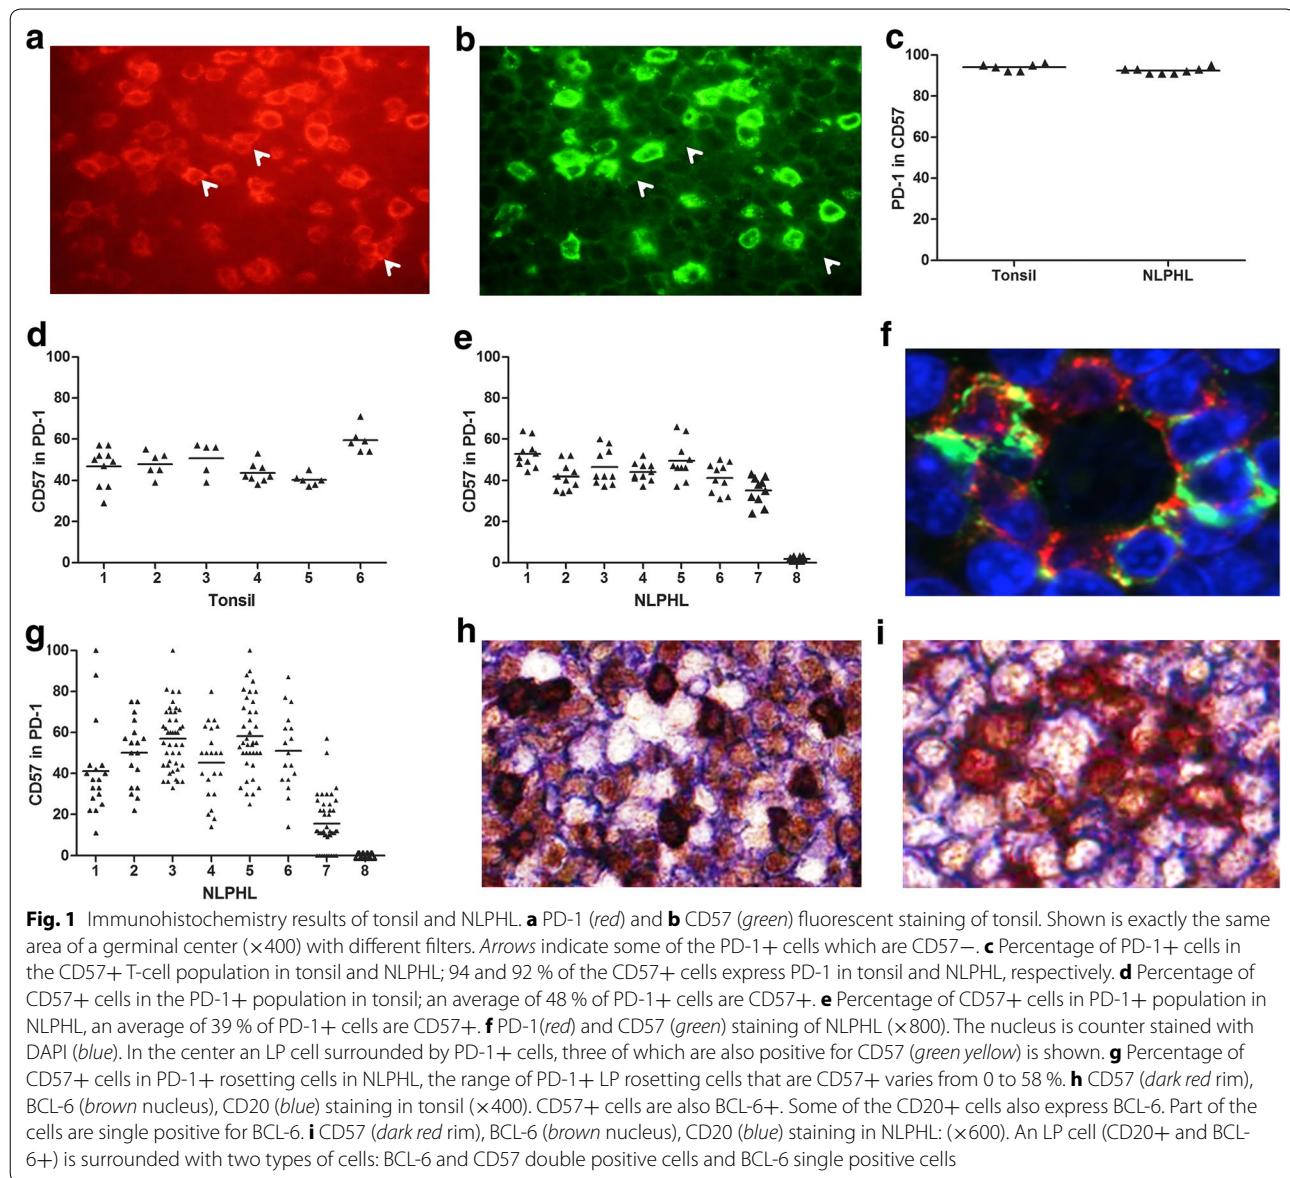 a
b
c
100
80
60
40
20
0
PD-1 in CD57
Tonsil
NLPHL
d
100
80
60
40
20
0
CD57 in PD-1
1 2 3 4 5 6
Tonsil
e
100
80
60
40
20
0
CD57 in PD-1
1 2 3 4 5 6 7 8
NLPHL
f
g
100
80
60
40
20
0
CD57 in PD-1
1 2 3 4 5 6 7 8
NLPHL
h
i
Fig. 1 Immunohistochemistry results of tonsil and NLPHL. a PD-1 (red) and b CD57 (green) fluorescent staining of tonsil. Shown is exactly the same
area of a germinal center (×400) with different filters. Arrows indicate some of the PD-1+ cells which are CD57−. c Percentage of PD-1+ cells in
the CD57+ T-cell population in tonsil and NLPHL; 94 and 92 % of the CD57+ cells express PD-1 in tonsil and NLPHL, respectively. d Percentage of
CD57+ cells in the PD-1+ population in tonsil; an average of 48 % of PD-1+ cells are CD57+. e Percentage of CD57+ cells in PD-1+ population in
NLPHL, an average of 39 % of PD-1+ cells are CD57+. f PD-1(red) and CD57 (green) staining of NLPHL (×800). The nucleus is counter stained with
DAPI (blue). In the center an LP cell surrounded by PD-1+ cells, three of which are also positive for CD57 (green yellow) is shown. g Percentage of
CD57+ cells in PD-1+ rosetting cells in NLPHL, the range of PD-1+ LP rosetting cells that are CD57+ varies from 0 to 58 %. h CD57 (dark red rim),
BCL-6 (brown nucleus), CD20 (blue) staining in tonsil (×400). CD57+ cells are also BCL-6+. Some of the CD20+ cells also express BCL-6. Part of the
cells are single positive for BCL-6. i CD57 (dark red rim), BCL-6 (brown nucleus), CD20 (blue) staining in NLPHL: (×600). An LP cell (CD20+ and BCL-
6+) is surrounded with two types of cells: BCL-6 and CD57 double positive cells and BCL-6 single positive cells